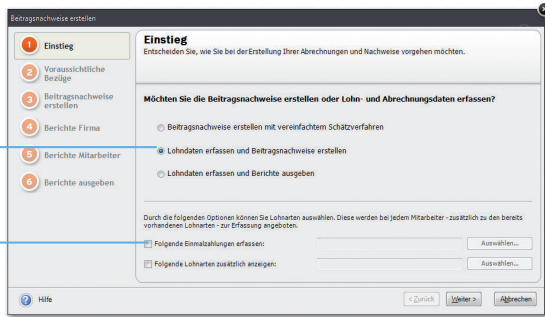 Beitragsnachweise erstellen
1 Einstieg
2 Voraussichtliche
Bezüge
3 Beitragsnachweise
erstellen
4 Berichte Firma
5 Berichte Mitarbeiter
6 Berichte ausgeben
Einstieg
Entscheiden Sie, wie Sie bei der Erstellung Ihrer Abrechnungen und Nachweise vorgehen möchten.
Möchten Sie die Beitragsnachweise erstellen oder Lohn- und Abrechnungsdaten erfassen?
Beitragsnachweise erstellen mit vereinfachtem Schätzverfahren
Lohndaten erfassen und Beitragsnachweise erstellen
Lohndaten erfassen und Berichte ausgeben
Durch die folgenden Optionen können Sie Lohnarten auswählen. Diese werden bei jedem Mitarbeiter - zusätzlich zu den bereits
vorhandenen Lohnarten - zur Erfassung angeboten.
Folgende Einmalzahlungen erfassen: Auswählen...
Folgende Lohnarten zusätzlich anzeigen: Auswählen...
? Hilfe < Zurück Weiter > Abbrechen